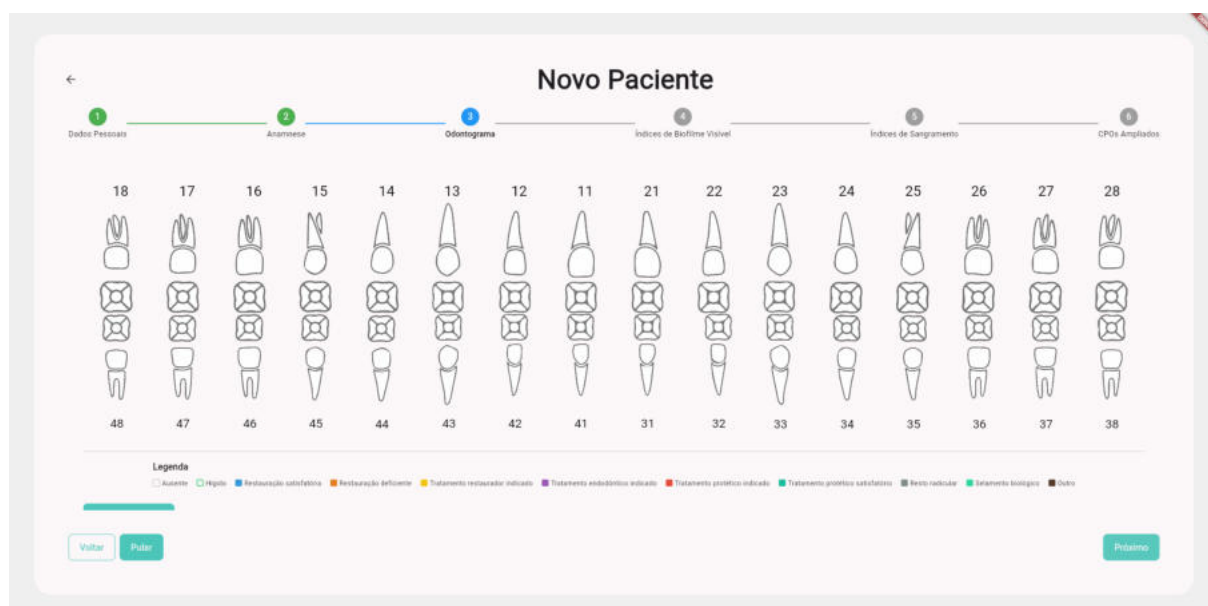 Novo Paciente
1 2 3 4 5 6
Dados Pessoais Anamnese Odontograma Índices de Biofilme Visível Índices de Sangramento CPOs Ampliados
18 17 16 15 14 13 12 11 21 22 23 24 25 26 27 28
48 47 46 45 44 43 42 41 31 32 33 34 35 36 37 38
Legenda
Ausente Hígido Restauração satisfatória Restauração deficiente Tratamento restaurador indicado Tratamento endodôntico indicado Tratamento protético indicado Tratamento protético satisfatório Resto radicular Selamento biológico Outro
Voltar Pular Próximo